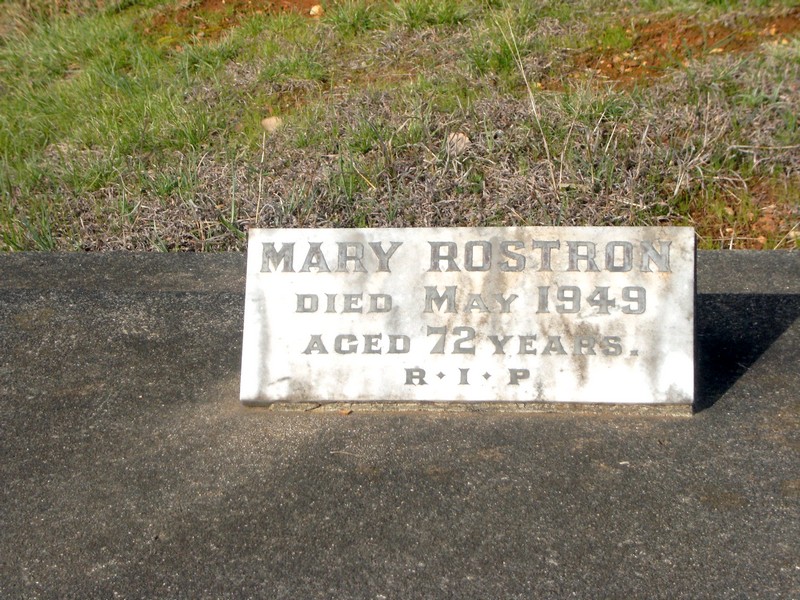 MARY ROSTRON
DIED MAY 1949
AGED 72 YEARS.
R·I·P